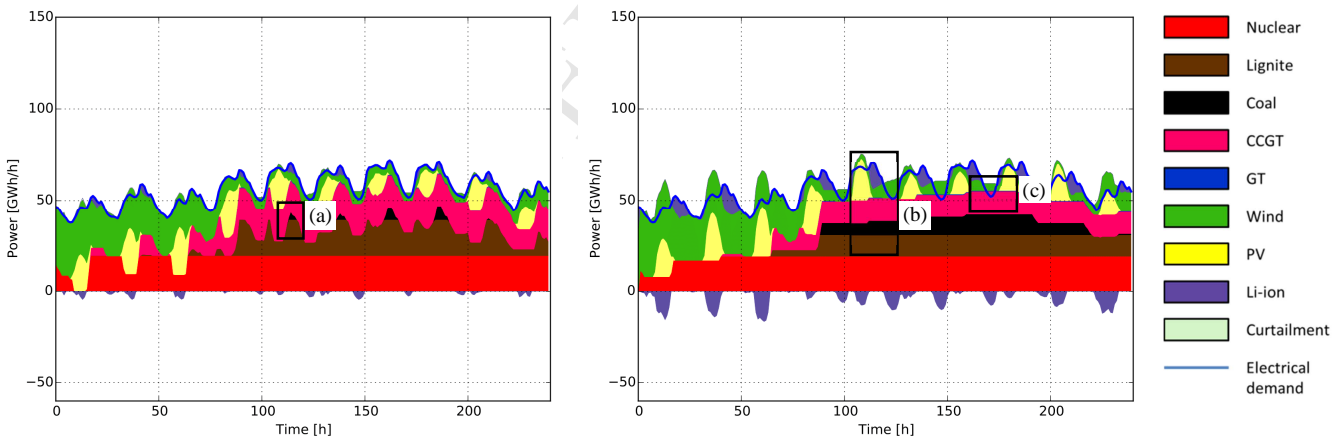 150
100
50
0
−50
Power [GWh/h]
0
50
100
150
200
Time [h]
(a)
150
100
50
0
−50
Power [GWh/h]
0
50
100
150
200
Time [h]
(b)
(c)
Nuclear
Lignite
Coal
CCGT
GT
Wind
PV
Li-ion
Curtailment
Electrical
demand